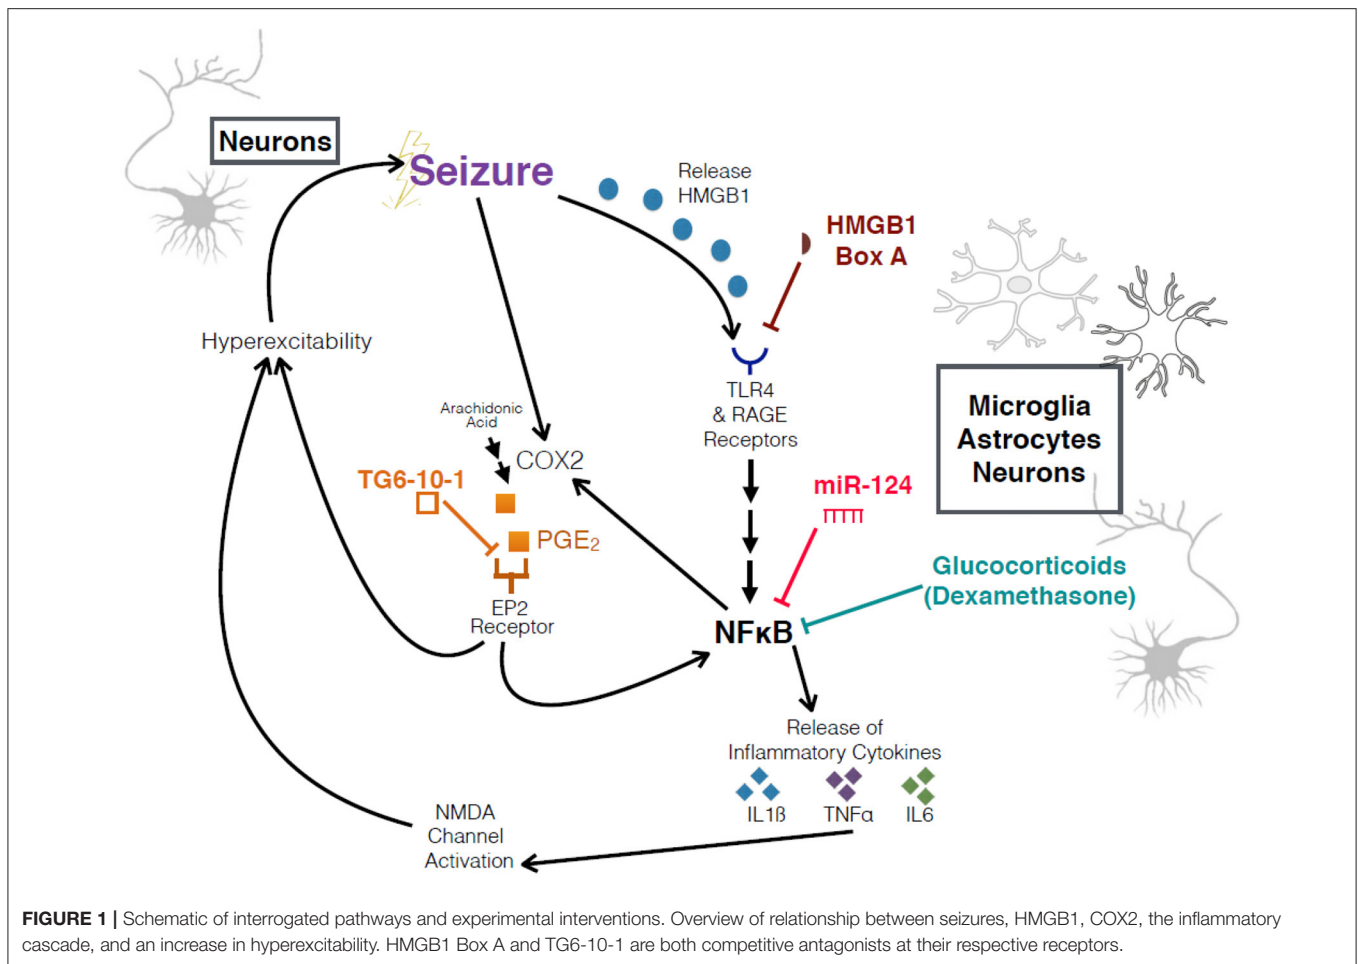 Neurons
Seizure
Release
HMGB1
HMGB1
Box A
Hyperexcitability
TLR4
& RAGE
Receptors
Microglia
Astrocytes
Neurons
Arachidonic
Acid
COX2
TG6-10-1
PGE₂
EP2
Receptor
miR-124
Glucocorticoids
(Dexamethasone)
NFκB
Release of
Inflammatory Cytokines
IL1ß
TNFα
IL6
NMDA
Channel
Activation
FIGURE 1 | Schematic of interrogated pathways and experimental interventions. Overview of relationship between seizures, HMGB1, COX2, the inflammatory
cascade, and an increase in hyperexcitability. HMGB1 Box A and TG6-10-1 are both competitive antagonists at their respective receptors.